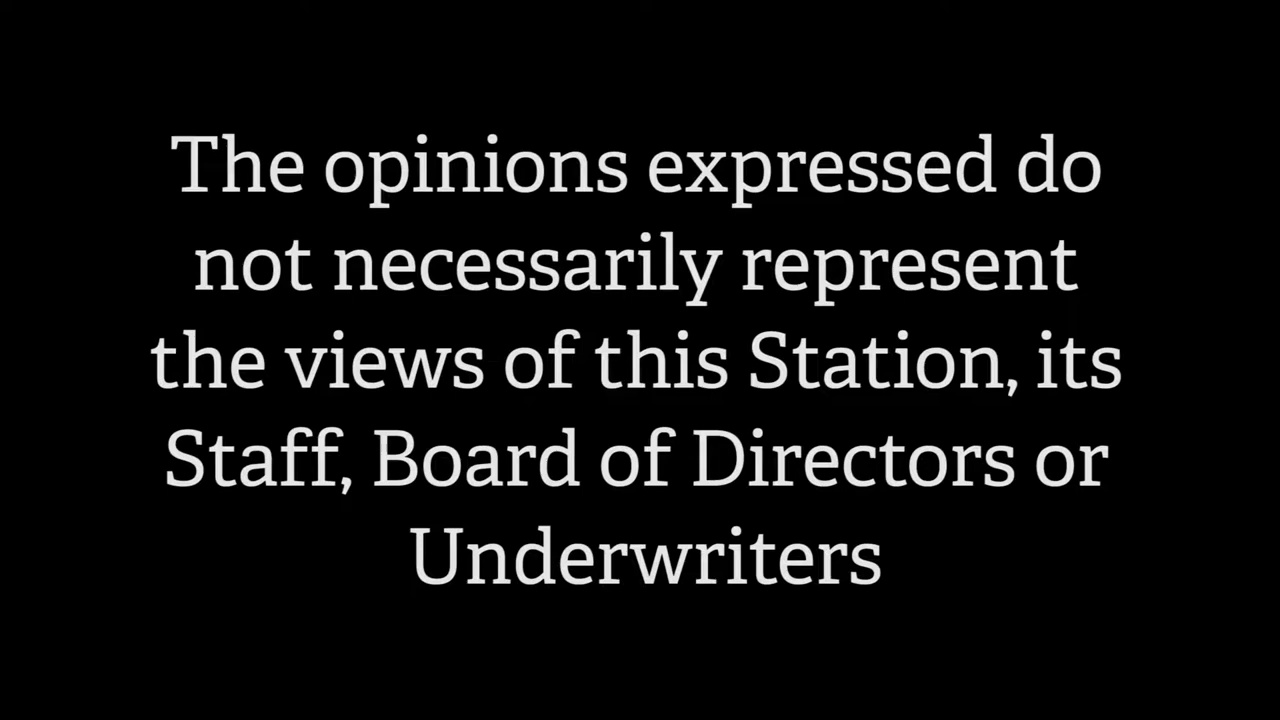 The opinions expressed do
not necessarily represent
the views of this Station, its
Staff, Board of Directors or
Underwriters